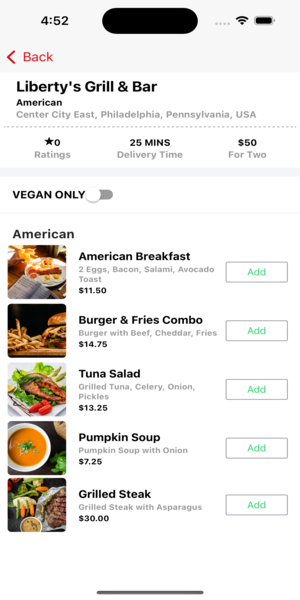 4:52
Back
Liberty's Grill & Bar
American
Center City East, Philadelphia, Pennsylvania, USA
★0
Ratings
25 MINS
Delivery Time
$50
For Two
VEGAN ONLY
American
American Breakfast
2 Eggs, Bacon, Salami, Avocado
Toast
$11.50
Add
Burger & Fries Combo
Burger with Beef, Cheddar, Fries
$14.75
Add
Tuna Salad
Grilled Tuna, Celery, Onion,
Pickles
$13.25
Add
Pumpkin Soup
Pumpkin Soup with Onion
$7.25
Add
Grilled Steak
Grilled Steak with Asparagus
$30.00
Add